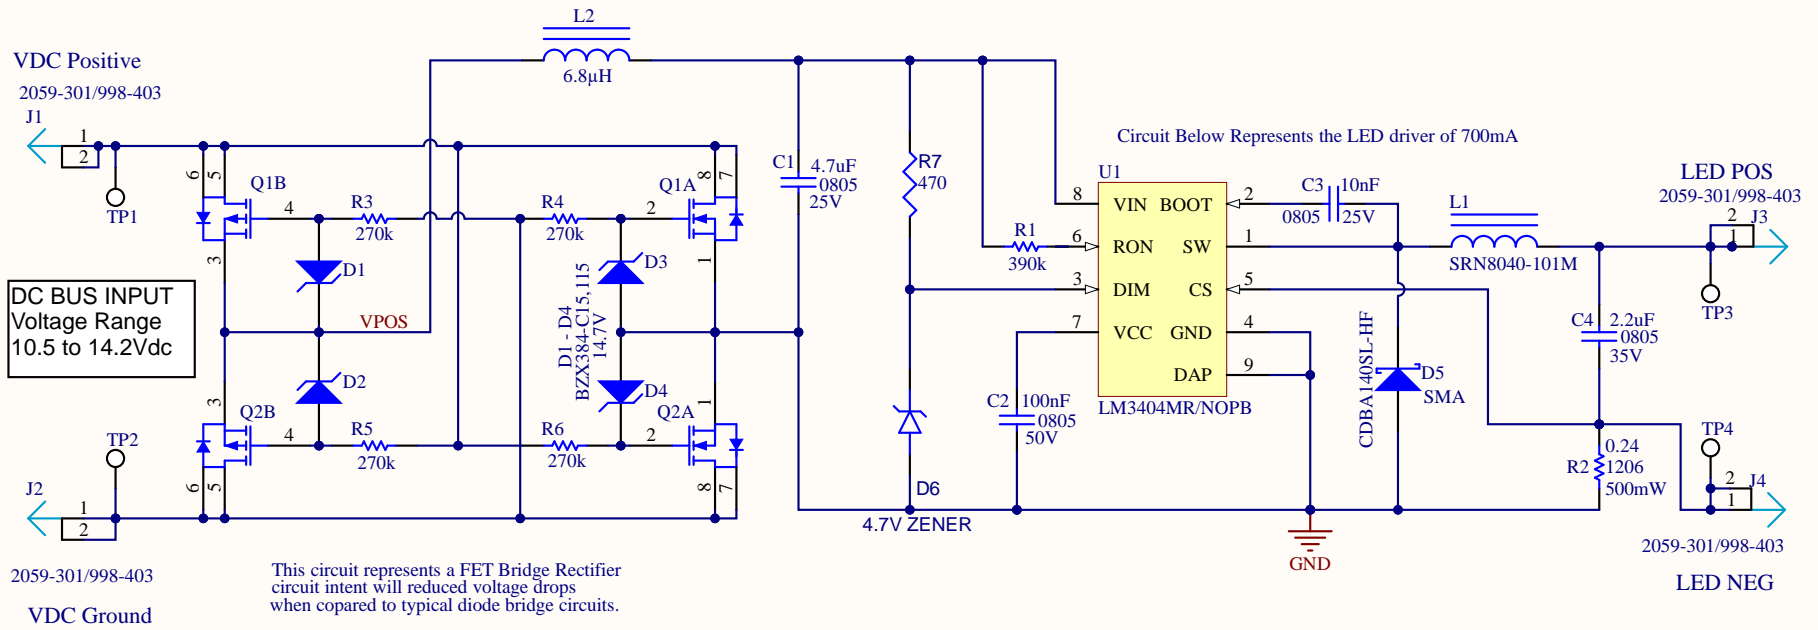 VDC Positive
2059-301/998-403
J1
1
2
TP1
6
5
Q1B
4
3
R3
270k
D1
VPOS
DC BUS INPUT
Voltage Range
10.5 to 14.2Vdc
D2
3
Q2B
4
R5
270k
6
5
TP2
J2
1
2
2059-301/998-403
VDC Ground
This circuit represents a FET Bridge Rectifier
circuit intent will reduced voltage drops
when copared to typical diode bridge circuits.
L2
6.8µH
R4
270k
Q1A
8
7
2
1
D3
D1 - D4
BZX384-C15,115
14.7V
D4
Q2A
1
2
R6
270k
8
7
C1
4.7uF
0805
25V
R7
470
R1
390k
D6
4.7V ZENER
C2
100nF
0805
50V
Circuit Below Represents the LED driver of 700mA
U1
8
VIN
BOOT
2
6
RON
SW
1
3
DIM
CS
5
7
VCC
GND
4
DAP
9
LM3404MR/NOPB
C3
10nF
0805
25V
L1
SRN8040-101M
CDBA140SL-HF
D5
SMA
C4
2.2uF
0805
35V
0.24
R2
1206
500mW
GND
LED POS
2059-301/998-403
2
J3
1
TP3
TP4
2
J4
1
2059-301/998-403
LED NEG